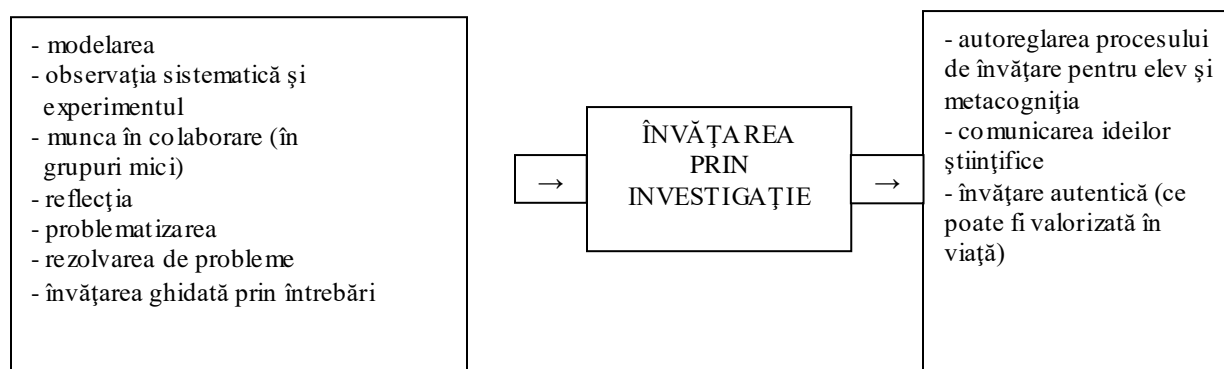 - modelarea
- observaţia sistematică şi
experimentul
- munca în colaborare (în
grupuri mici)
- reflecţia
- problematizarea
- rezolvarea de probleme
- învăţarea ghidată prin întrebări
→
ÎNVĂŢAREA
PRIN
INVESTIGAŢIE
→
- autoreglarea procesului
de învăţare pentru elev şi
metacogniţia
- comunicarea ideilor
ştiinţifice
- învăţare autentică (ce
poate fi valorizată în
viaţă)